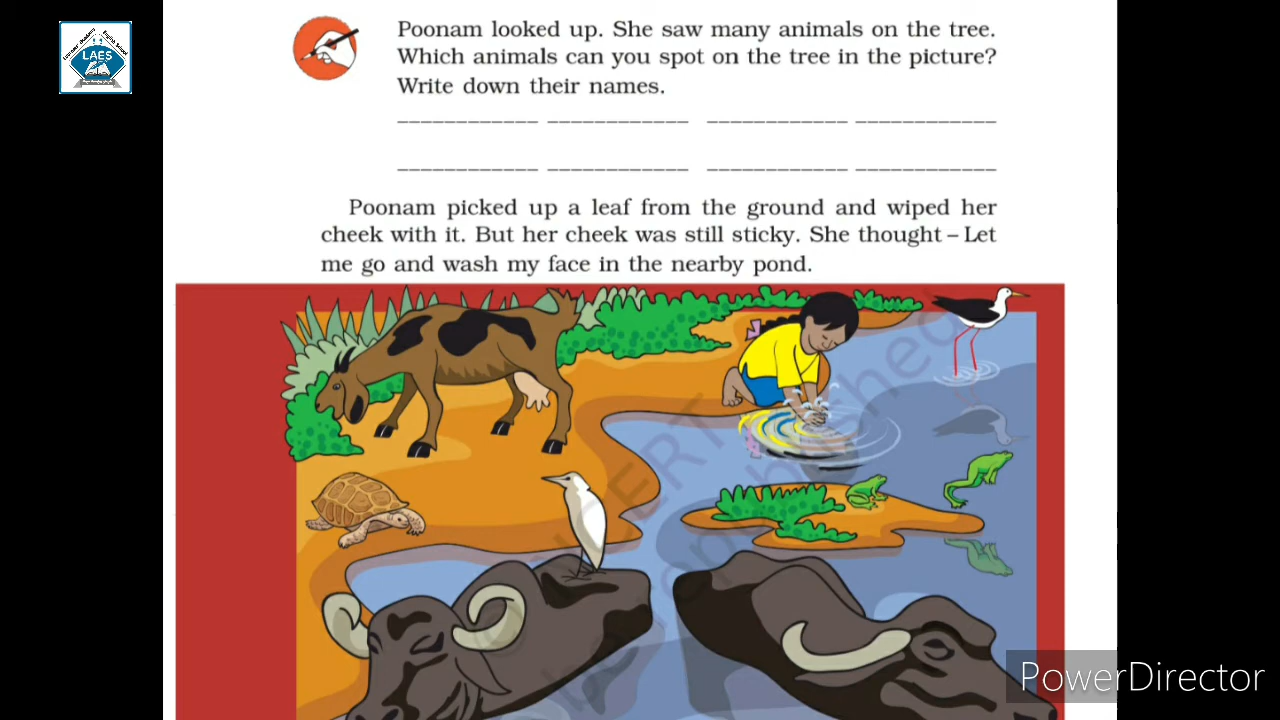 LAES
Poonam looked up. She saw many animals on the tree.
Which animals can you spot on the tree in the picture?
Write down their names.
Poonam picked up a leaf from the ground and wiped her
cheek with it. But her cheek was still sticky. She thought – Let
me go and wash my face in the nearby pond.
PowerDirector